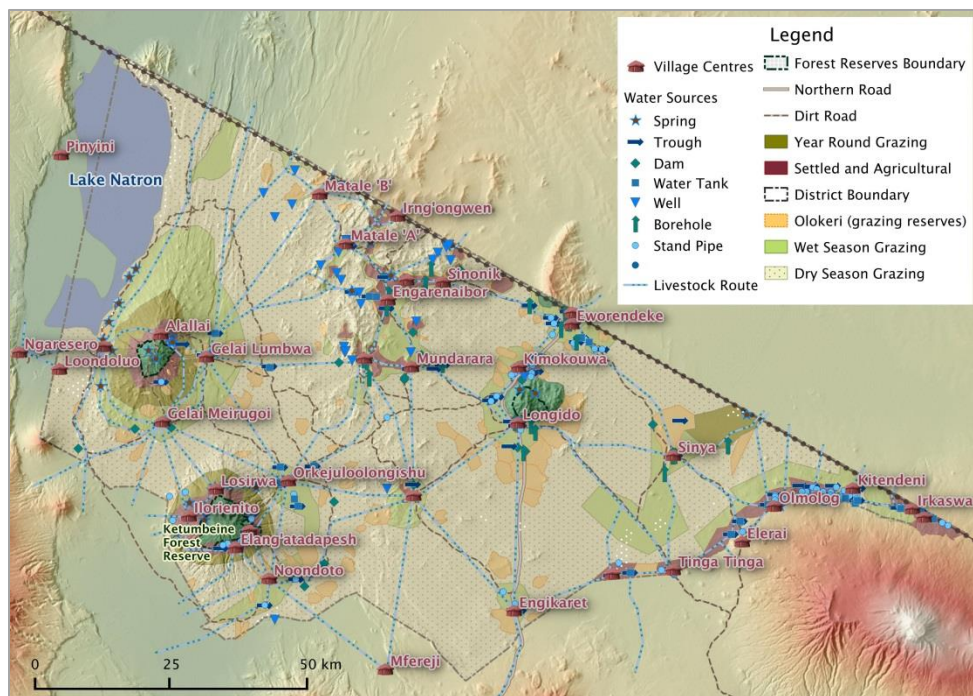 Legend
Village Centres
Water Sources
Spring
Trough
Dam
Water Tank
Well
Borehole
Stand Pipe
Livestock Route
Forest Reserves Boundary
Northern Road
Dirt Road
Year Round Grazing
Settled and Agricultural
District Boundary
Olokeri (grazing reserves)
Wet Season Grazing
Dry Season Grazing
Pinyini
Lake Natron
Matale 'B'
Irng'ongwen
Matale 'A'
Sinonik
Engarenaibor
Eworendeke
Alallai
Ngaresero
Gelai Lumbwa
Loondoluo
Mundarara
Kimokouwa
Gelai Meirugoi
Longido
Sinya
Orkejuloolongishu
Losirwa
Kitendeni
Ilorienito
Olmolog
Irkaswa
Ketumbeine
Forest
Reserve
Elang'atadapesh
Elerai
Noondoto
Tinga Tinga
Engikaret
Mfereji
0 25 50 km